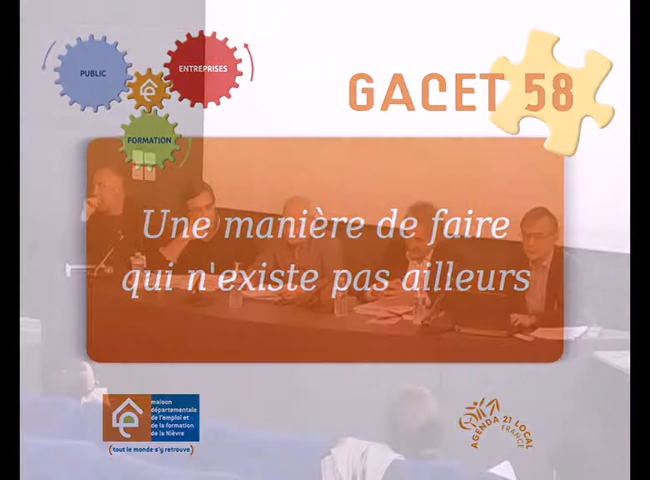 PUBLIC
ENTREPRISES
FORMATION
GACET 58
Une manière de faire
qui n'existe pas ailleurs
maison
départementale
de l'emploi et
de la formation
de la Nièvre
(tout le monde s'y retrouve)
AGENDA 21 LOCAL
FRANCE